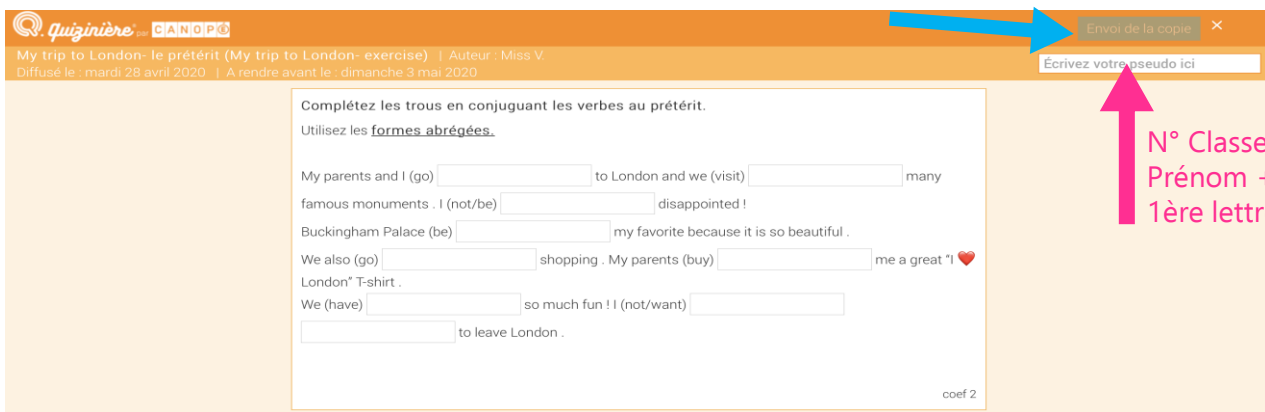 Q. quizinière par CANOPÉ
Envoi de la copie ×
My trip to London- le prétérit (My trip to London- exercise) | Auteur : Miss V.
Diffusé le : mardi 28 avril 2020 | A rendre avant le : dimanche 3 mai 2020
Écrivez votre pseudo ici
N° Classe
Prénom +
1ère lettr
Complétez les trous en conjuguant les verbes au prétérit.
Utilisez les formes abrégées.
My parents and I (go) to London and we (visit) many
famous monuments . I (not/be) disappointed !
Buckingham Palace (be) my favorite because it is so beautiful .
We also (go) shopping . My parents (buy) me a great "I ❤️
London" T-shirt .
We (have) so much fun ! I (not/want)
to leave London .
coef 2